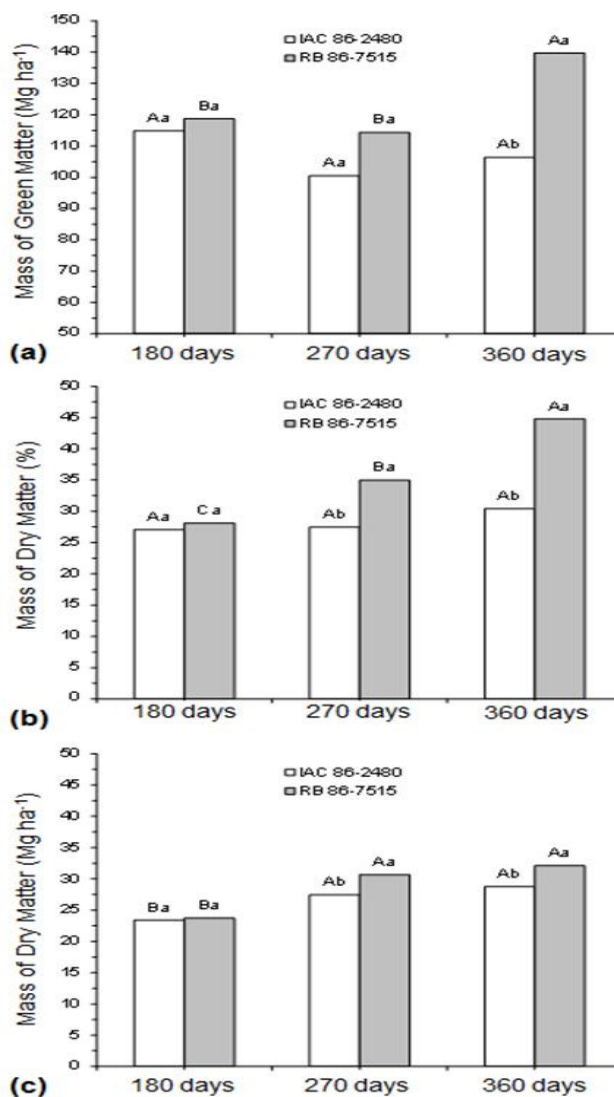 150
140
130
120
110
100
90
80
70
60
50
Mass of Green Matter (Mg ha⁻¹)
IAC 86-2480
RB 86-7515
Aa Ba Aa Ba Ab Aa
(a)
180 days 270 days 360 days
50
45
40
35
30
25
20
15
10
5
0
Mass of Dry Matter (%)
IAC 86-2480
RB 86-7515
Aa Ca Ab Ba Ab Aa
(b)
180 days 270 days 360 days
50
45
40
35
30
25
20
15
10
5
0
Mass of Dry Matter (Mg ha⁻¹)
IAC 86-2480
RB 86-7515
Ba Ba Ab Aa Ab Aa
(c)
180 days 270 days 360 days